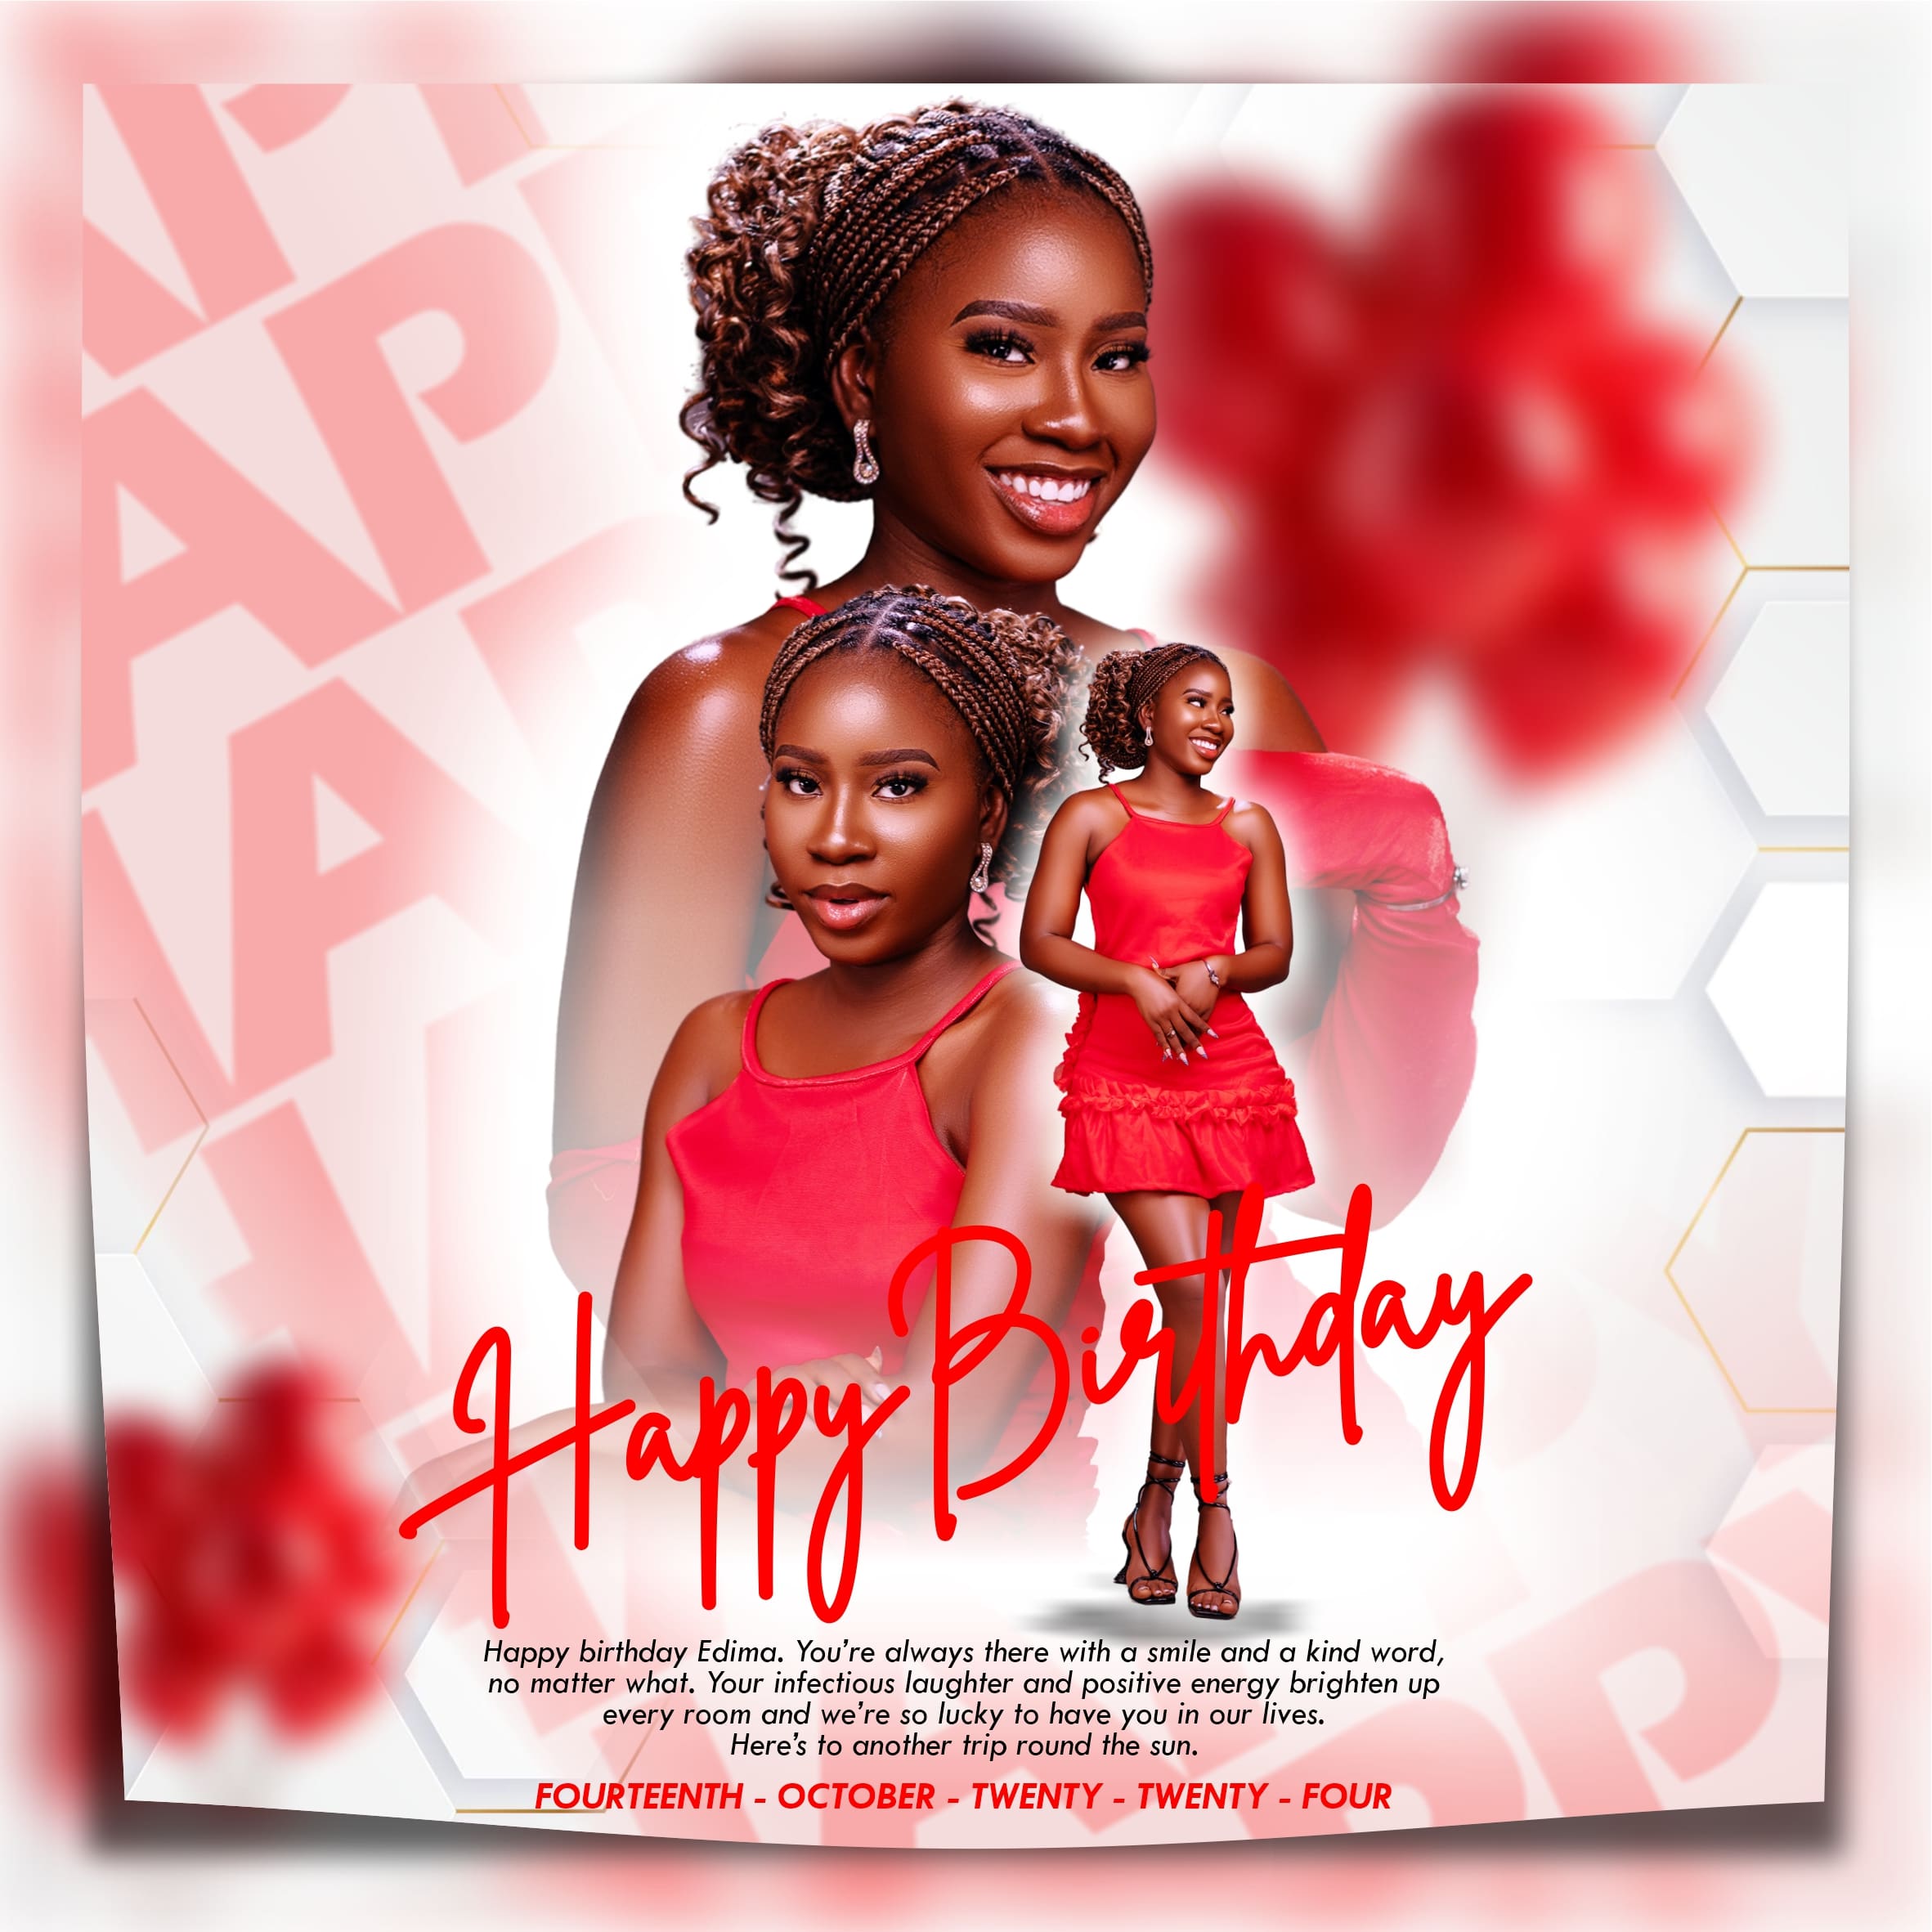 Happy Birthday
Happy birthday Edima. You're always there with a smile and a kind word,
no matter what. Your infectious laughter and positive energy brighten up
every room and we're so lucky to have you in our lives.
Here's to another trip round the sun.
FOURTEENTH - OCTOBER - TWENTY - TWENTY - FOUR